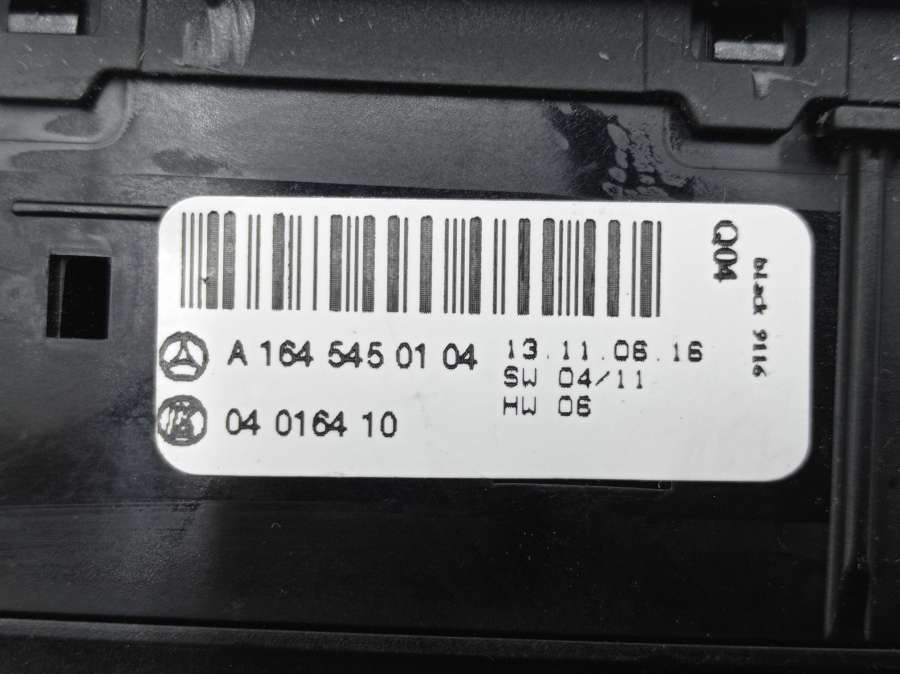 A 164 545 01 04
13.11.06.16
SW 04/11
HW 06
04 0164 10
Q04
black 9116